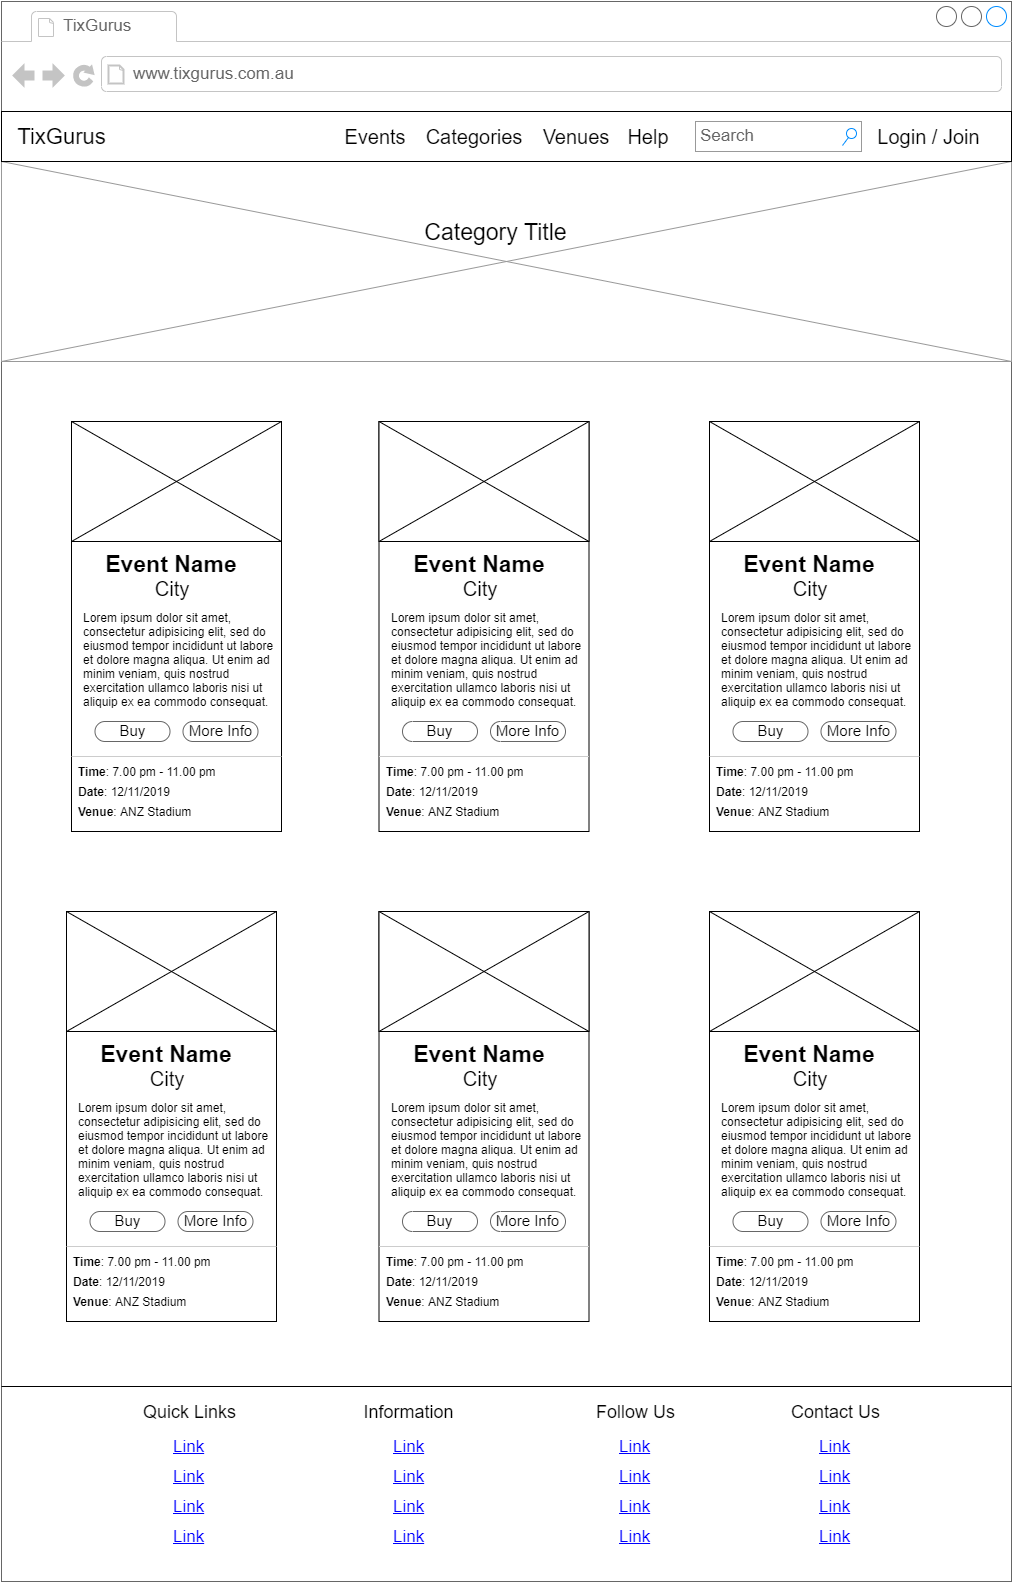 TixGurus
www.tixgurus.com.au
TixGurus
Events
Categories
Venues
Help
Search
Login / Join
Category Title
Event Name
City
Lorem ipsum dolor sit amet,
consectetur adipisicing elit, sed do
eiusmod tempor incididunt ut labore
et dolore magna aliqua. Ut enim ad
minim veniam, quis nostrud
exercitation ullamco laboris nisi ut
aliquip ex ea commodo consequat.
Buy
More Info
Time: 7.00 pm - 11.00 pm
Date: 12/11/2019
Venue: ANZ Stadium
Event Name
City
Lorem ipsum dolor sit amet,
consectetur adipisicing elit, sed do
eiusmod tempor incididunt ut labore
et dolore magna aliqua. Ut enim ad
minim veniam, quis nostrud
exercitation ullamco laboris nisi ut
aliquip ex ea commodo consequat.
Buy
More Info
Time: 7.00 pm - 11.00 pm
Date: 12/11/2019
Venue: ANZ Stadium
Event Name
City
Lorem ipsum dolor sit amet,
consectetur adipisicing elit, sed do
eiusmod tempor incididunt ut labore
et dolore magna aliqua. Ut enim ad
minim veniam, quis nostrud
exercitation ullamco laboris nisi ut
aliquip ex ea commodo consequat.
Buy
More Info
Time: 7.00 pm - 11.00 pm
Date: 12/11/2019
Venue: ANZ Stadium
Event Name
City
Lorem ipsum dolor sit amet,
consectetur adipisicing elit, sed do
eiusmod tempor incididunt ut labore
et dolore magna aliqua. Ut enim ad
minim veniam, quis nostrud
exercitation ullamco laboris nisi ut
aliquip ex ea commodo consequat.
Buy
More Info
Time: 7.00 pm - 11.00 pm
Date: 12/11/2019
Venue: ANZ Stadium
Event Name
City
Lorem ipsum dolor sit amet,
consectetur adipisicing elit, sed do
eiusmod tempor incididunt ut labore
et dolore magna aliqua. Ut enim ad
minim veniam, quis nostrud
exercitation ullamco laboris nisi ut
aliquip ex ea commodo consequat.
Buy
More Info
Time: 7.00 pm - 11.00 pm
Date: 12/11/2019
Venue: ANZ Stadium
Event Name
City
Lorem ipsum dolor sit amet,
consectetur adipisicing elit, sed do
eiusmod tempor incididunt ut labore
et dolore magna aliqua. Ut enim ad
minim veniam, quis nostrud
exercitation ullamco laboris nisi ut
aliquip ex ea commodo consequat.
Buy
More Info
Time: 7.00 pm - 11.00 pm
Date: 12/11/2019
Venue: ANZ Stadium
Quick Links
Link
Link
Link
Link
Information
Link
Link
Link
Link
Follow Us
Link
Link
Link
Link
Contact Us
Link
Link
Link
Link